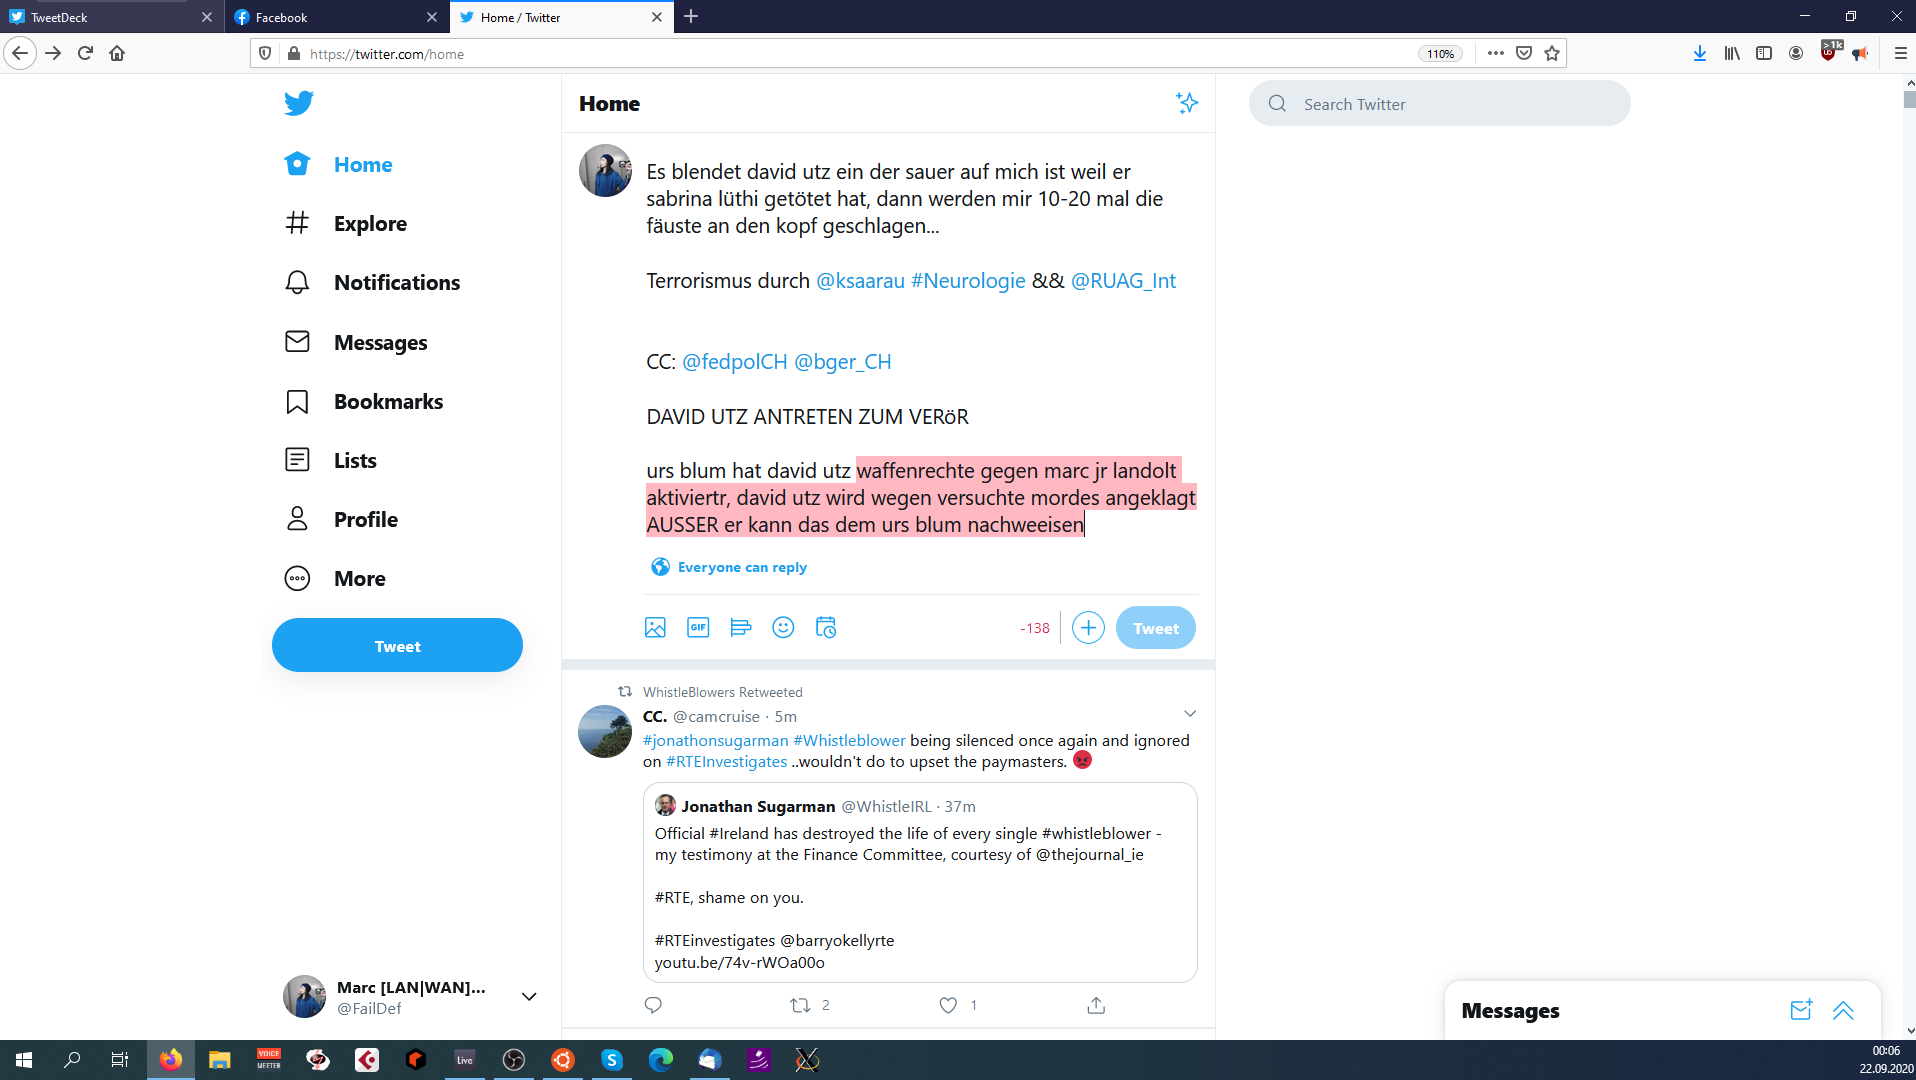 TweetDeck
Facebook
Home / Twitter
https://twitter.com/home
110%
>1k
Home
Search Twitter
Home
Explore
Notifications
Messages
Bookmarks
Lists
Profile
More
Tweet
Es blendet david utz ein der sauer auf mich ist weil er
sabrina lüthi getötet hat, dann werden mir 10-20 mal die
fäuste an den kopf geschlagen...
Terrorismus durch @ksaarau #Neurologie && @RUAG_Int
CC: @fedpolCH @bger_CH
DAVID UTZ ANTRETEN ZUM VERöR
urs blum hat david utz waffenrechte gegen marc jr landolt
aktiviertr, david utz wird wegen versuchte mordes angeklagt
AUSSER er kann das dem urs blum nachweeisen
Everyone can reply
GIF
-138
Tweet
WhistleBlowers Retweeted
CC. @camcruise · 5m
#jonathonsugarman #Whistleblower being silenced once again and ignored
on #RTEInvestigates ..wouldn't do to upset the paymasters.
Jonathan Sugarman @WhistleIRL · 37m
Official #Ireland has destroyed the life of every single #whistleblower -
my testimony at the Finance Committee, courtesy of @thejournal_ie
#RTE, shame on you.
#RTEinvestigates @barryokellyrte
youtu.be/74v-rWOa00o
2
1
Marc [LAN|WAN]...
@FailDef
Messages
VOICE
MEETER
Live
00:06
22.09.2020